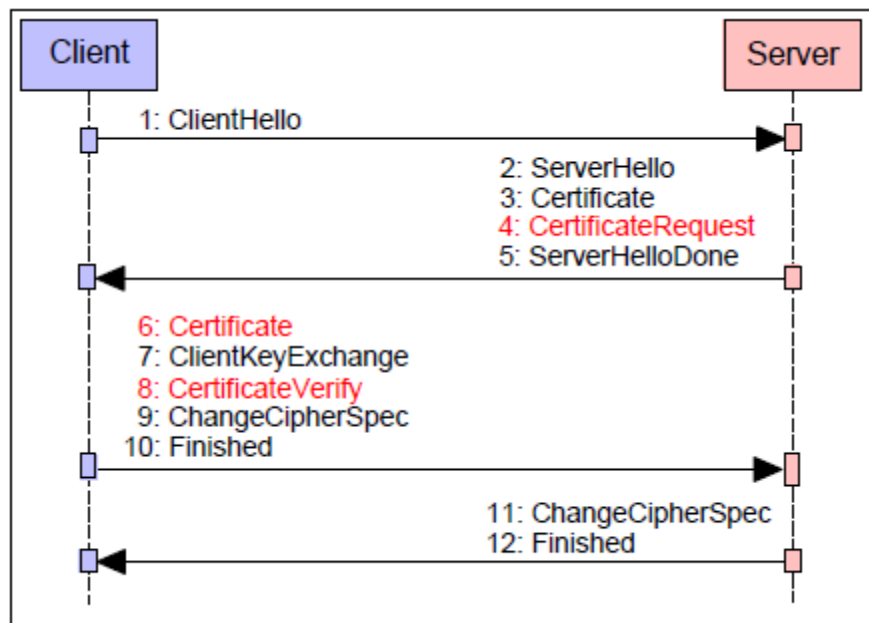 Client
Server
1: ClientHello
2: ServerHello
3: Certificate
4: CertificateRequest
5: ServerHelloDone
6: Certificate
7: ClientKeyExchange
8: CertificateVerify
9: ChangeCipherSpec
10: Finished
11: ChangeCipherSpec
12: Finished